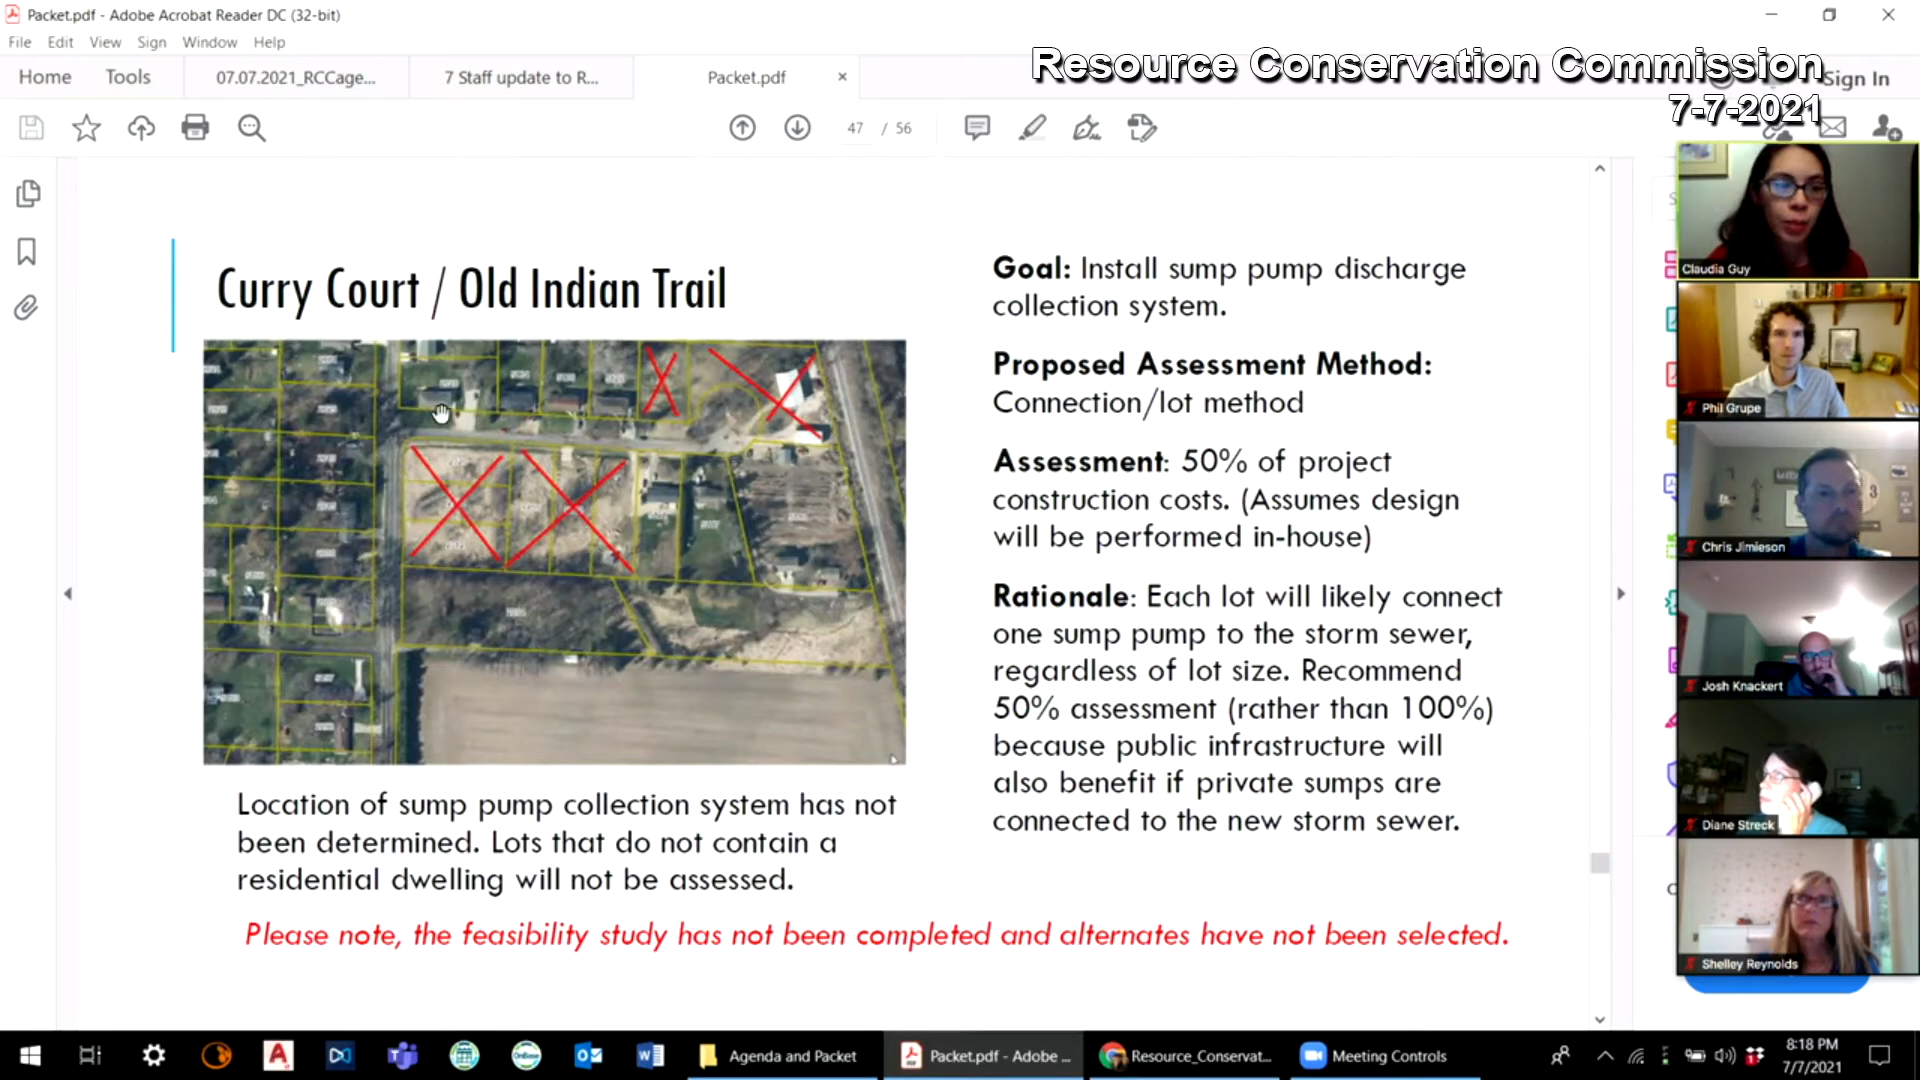 Packet.pdf - Adobe Acrobat Reader DC (32-bit)
File Edit View Sign Window Help
Resource Conservation Commission
7-7-2021
Home Tools 07.07.2021_RCCage... 7 Staff update to R... Packet.pdf × Sign In
47 / 56
Curry Court / Old Indian Trail
Goal: Install sump pump discharge
collection system.
Proposed Assessment Method:
Connection/lot method
Assessment: 50% of project
construction costs. (Assumes design
will be performed in-house)
Rationale: Each lot will likely connect
one sump pump to the storm sewer,
regardless of lot size. Recommend
50% assessment (rather than 100%)
because public infrastructure will
also benefit if private sumps are
connected to the new storm sewer.
Location of sump pump collection system has not
been determined. Lots that do not contain a
residential dwelling will not be assessed.
Please note, the feasibility study has not been completed and alternates have not been selected.
Claudia Guy
Phil Grupe
Chris Jimieson
Josh Knackert
Diane Streck
Shelley Reynolds
Agenda and Packet
Packet.pdf - Adobe ...
Resource_Conservat...
Meeting Controls
8:18 PM
7/7/2021